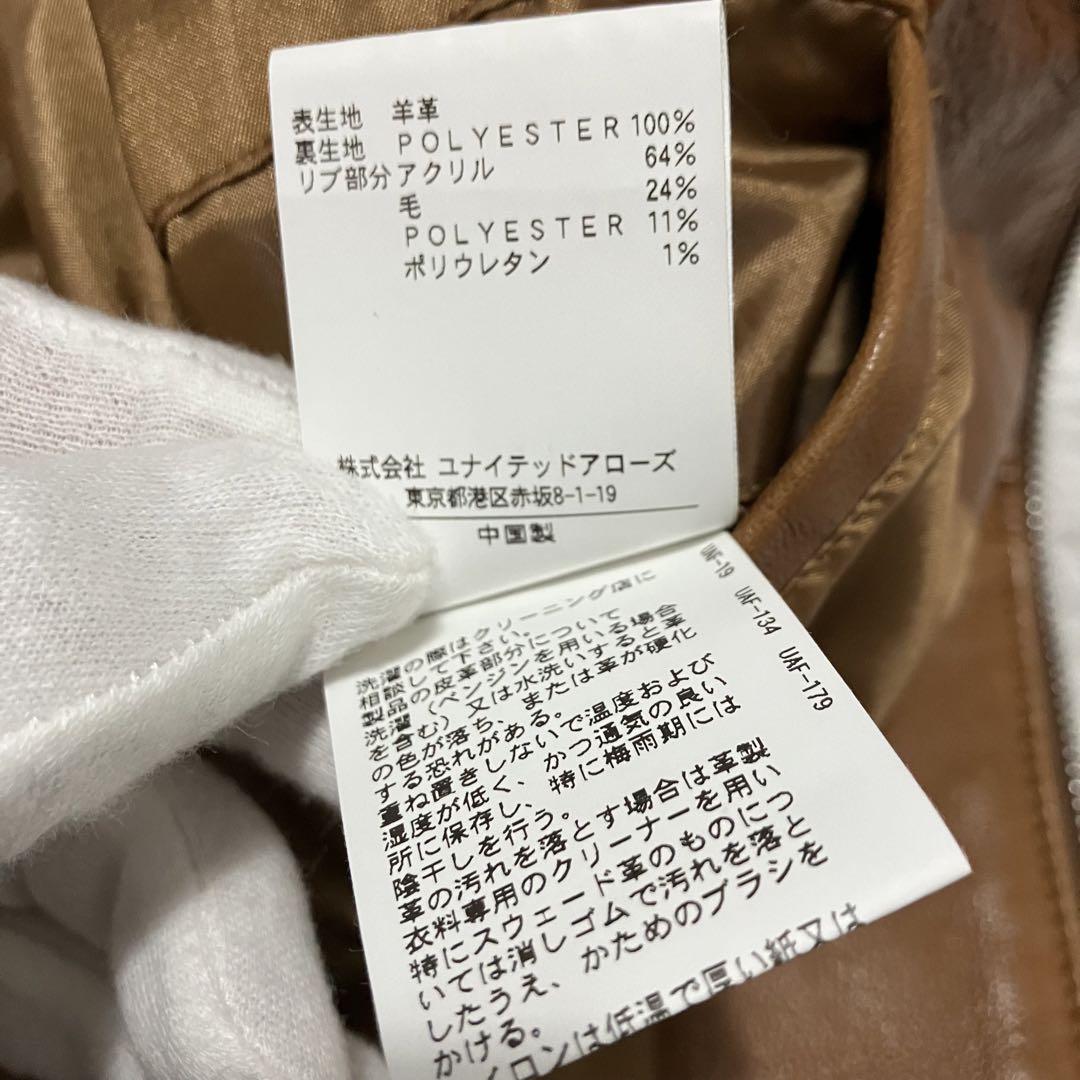 表生地 羊革
裏生地 POLYESTER 100%
リブ部分 アクリル 64%
毛 24%
POLYESTER 11%
ポリウレタン 1%
株式会社 ユナイテッドアローズ
東京都港区赤坂8-1-19
中国製
UAF-134 UAF-179
洗濯の際はクリーニング店に
相談して下さい。
製品の皮革部分について
洗濯(ベンジンを用いる場合
を含む)又は水洗いすると革
の色が落ち、または革が硬化
する恐れがある。
重ね置きしないで温度および
湿度が低く、かつ通気の良い
所に保存し、特に梅雨期には
陰干しを行う。
革の汚れを落とす場合は革製
衣料専用のクリーナーを用い
特にスウェード革のものにつ
いては消しゴムで汚れを落と
したうえ、かためのブラシを
かける。
イロンは低温で厚い紙又は